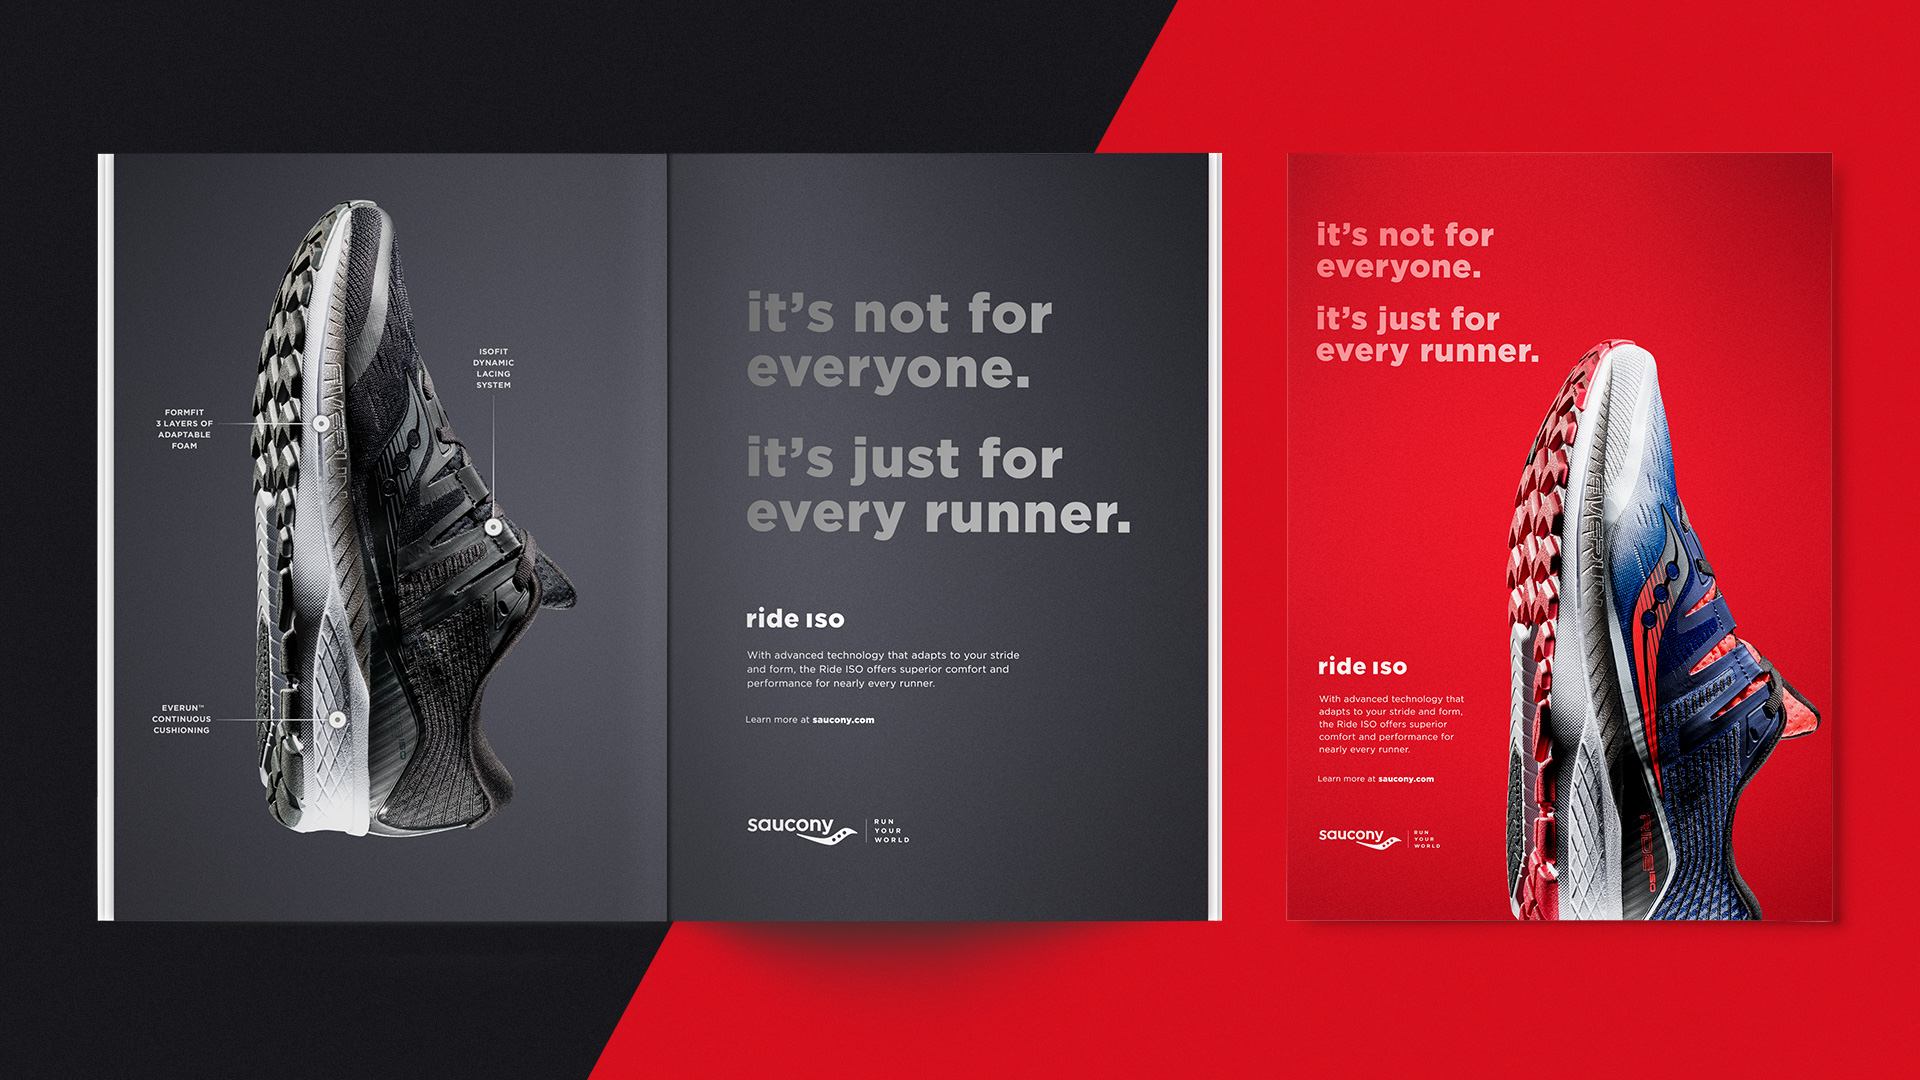 FORMFIT
3 LAYERS OF
ADAPTABLE
FOAM
ISOFIT
DYNAMIC
LACING
SYSTEM
EVERUN™
CONTINUOUS
CUSHIONING
EVERUN
ISO
it's not for
everyone.
it's just for
every runner.
ride ISO
With advanced technology that adapts to your stride
and form, the Ride ISO offers superior comfort and
performance for nearly every runner.
Learn more at saucony.com
saucony
RUN
YOUR
WORLD
it's not for
everyone.
it's just for
every runner.
ride ISO
With advanced technology that
adapts to your stride and form,
the Ride ISO offers superior
comfort and performance for
nearly every runner.
Learn more at saucony.com
saucony
RUN
YOUR
WORLD
EVERUN
RIDE ISO